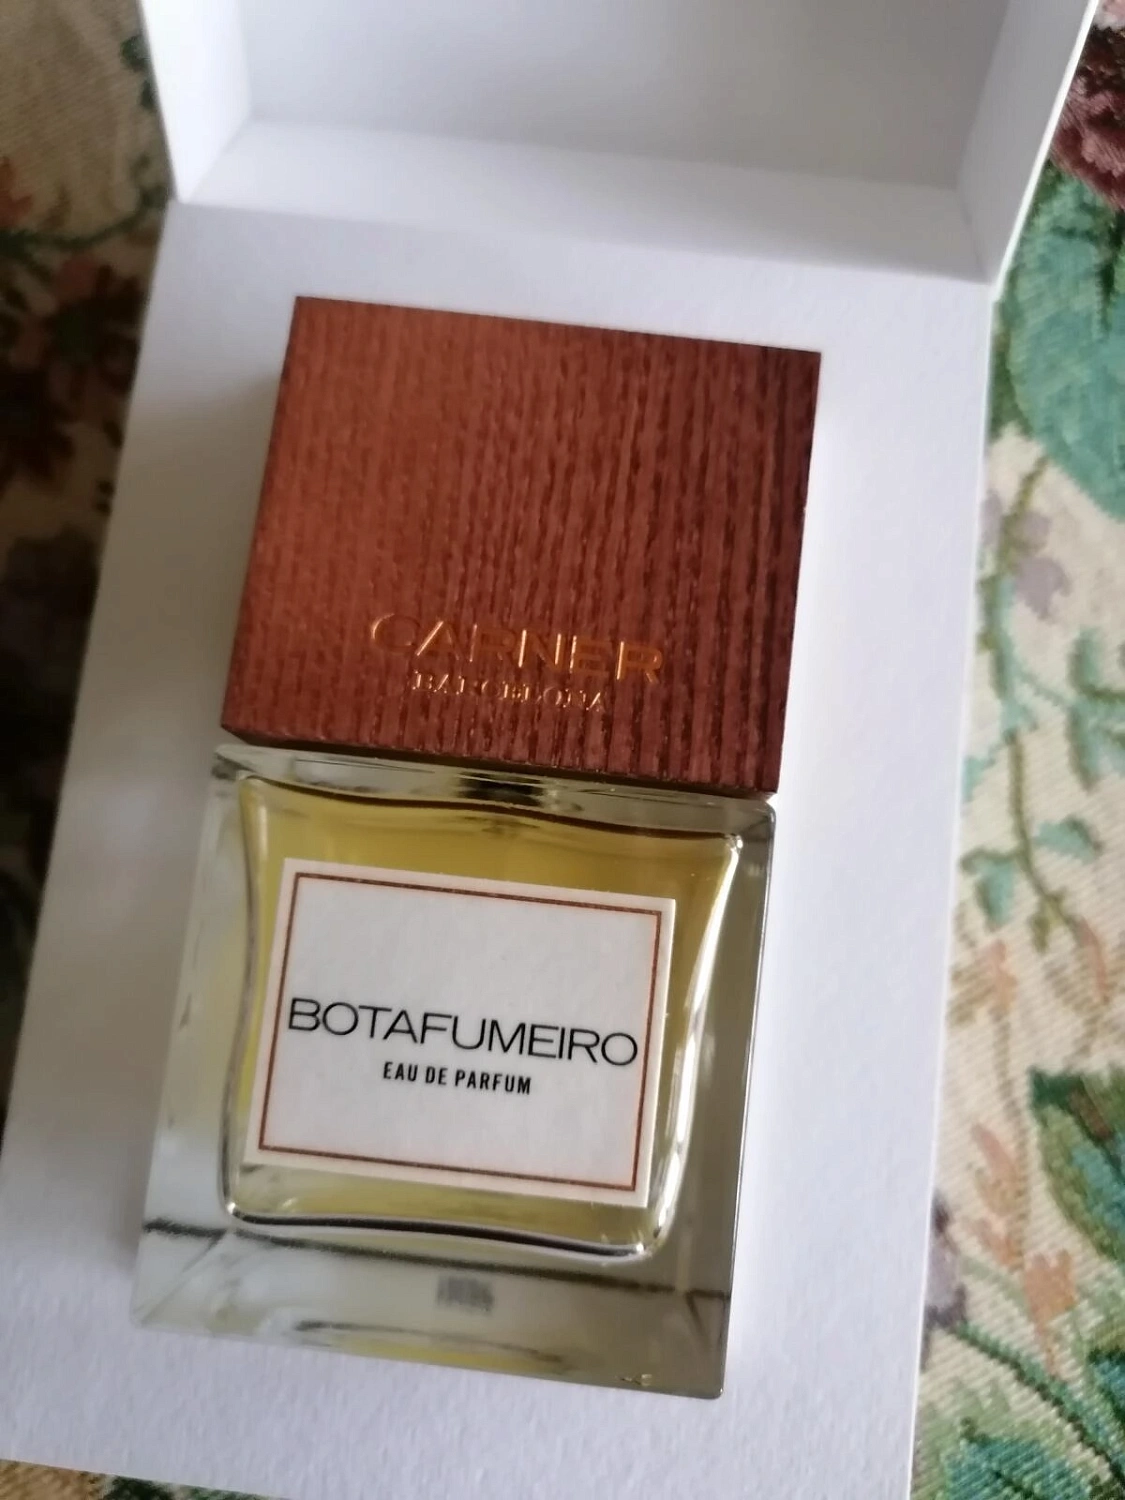 CARNER
BARCELONA
BOTAFUMEIRO
EAU DE PARFUM